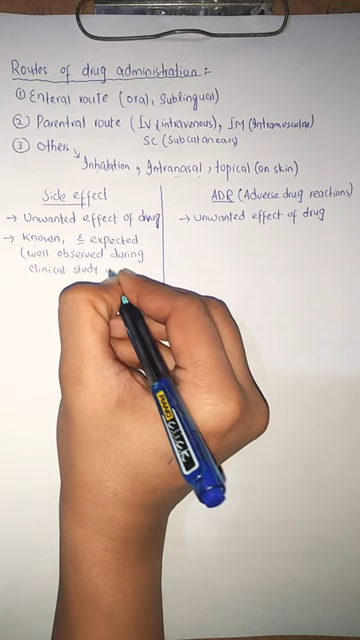 Routes of drug administration :-
① Enteral route (oral, Sublingual)
② Parentral route (IV (intravenous), IM (Intramuscular)
SC (Subcutaneous)
③ Others
Inhalation, Intranasal, topical (on skin)
Side effect
→ Unwanted effect of drug
→ Known, & expected
(well observed during
clinical study
ADR (Adverse drug reactions)
→ Unwanted effect of drug
CLICK